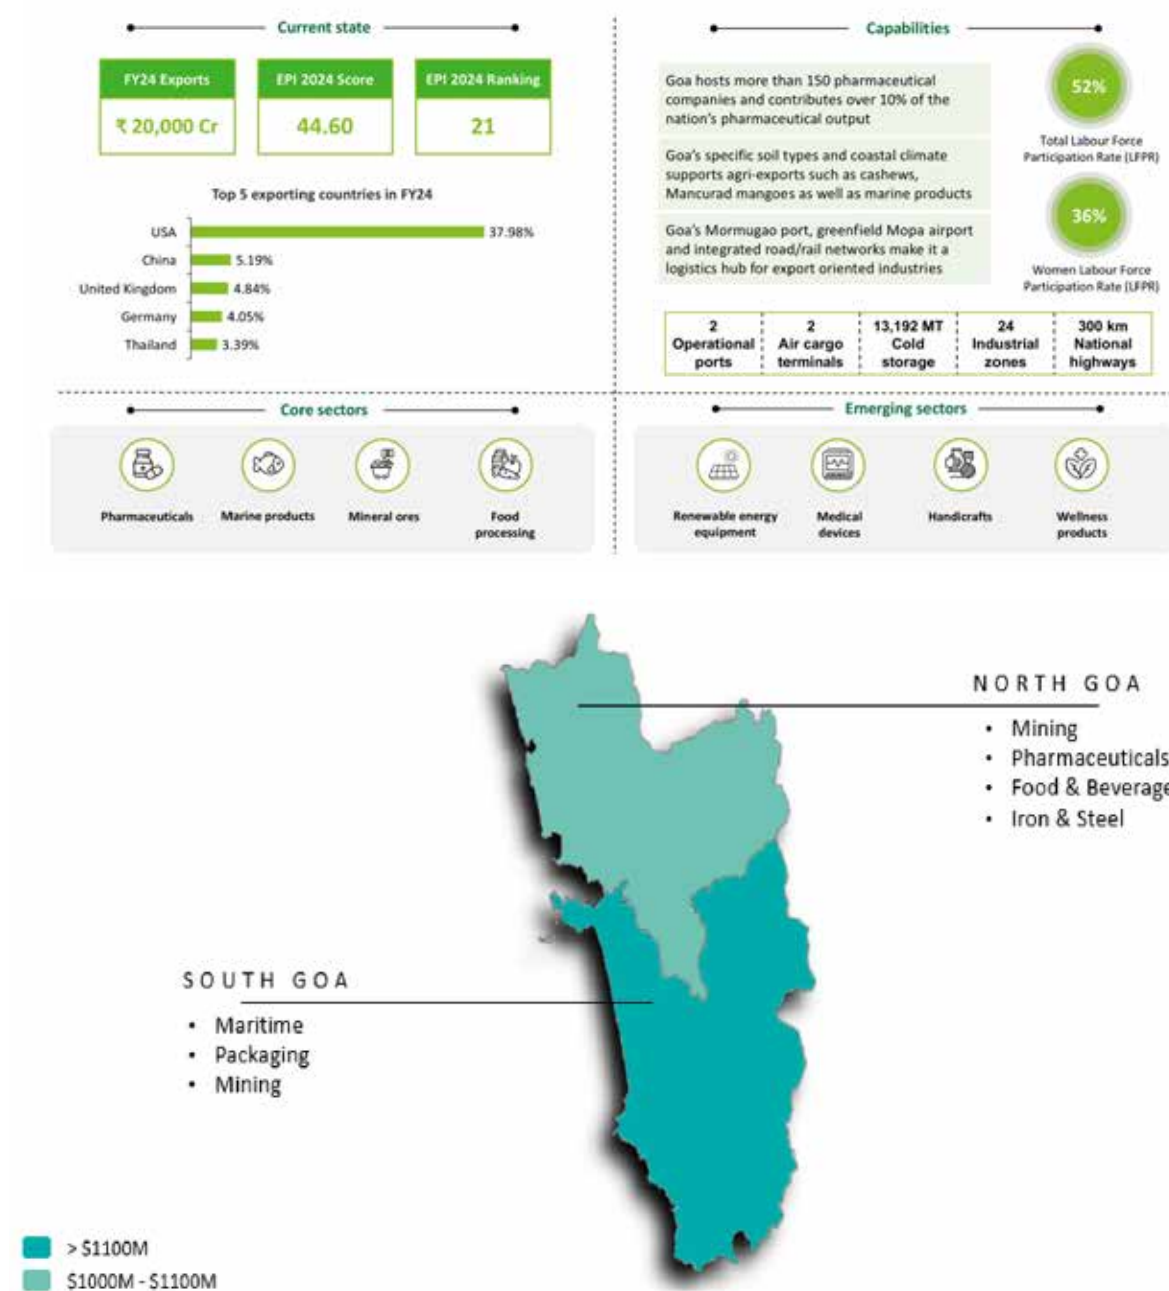 Current state
FY24 Exports
₹ 20,000 Cr
EPI 2024 Score
44.60
EPI 2024 Ranking
21
Top 5 exporting countries in FY24
USA 37.98%
China 5.19%
United Kingdom 4.84%
Germany 4.05%
Thailand 3.39%
Capabilities
Goa hosts more than 150 pharmaceutical
companies and contributes over 10% of the
nation's pharmaceutical output
Goa's specific soil types and coastal climate
supports agri-exports such as cashews,
Mancurad mangoes as well as marine products
Goa's Mormugao port, greenfield Mopa airport
and integrated road/rail networks make it a
logistics hub for export oriented industries
52%
Total Labour Force
Participation Rate (LFPR)
36%
Women Labour Force
Participation Rate (LFPR)
2
Operational
ports
2
Air cargo
terminals
13,192 MT
Cold
storage
24
Industrial
zones
300 km
National
highways
Core sectors
Pharmaceuticals
Marine products
Mineral ores
Food
processing
Emerging sectors
Renewable energy
equipment
Medical
devices
Handicrafts
Wellness
products
NORTH GOA
• Mining
• Pharmaceuticals
• Food & Beverage
• Iron & Steel
SOUTH GOA
• Maritime
• Packaging
• Mining
> $1100M
$1000M - $1100M